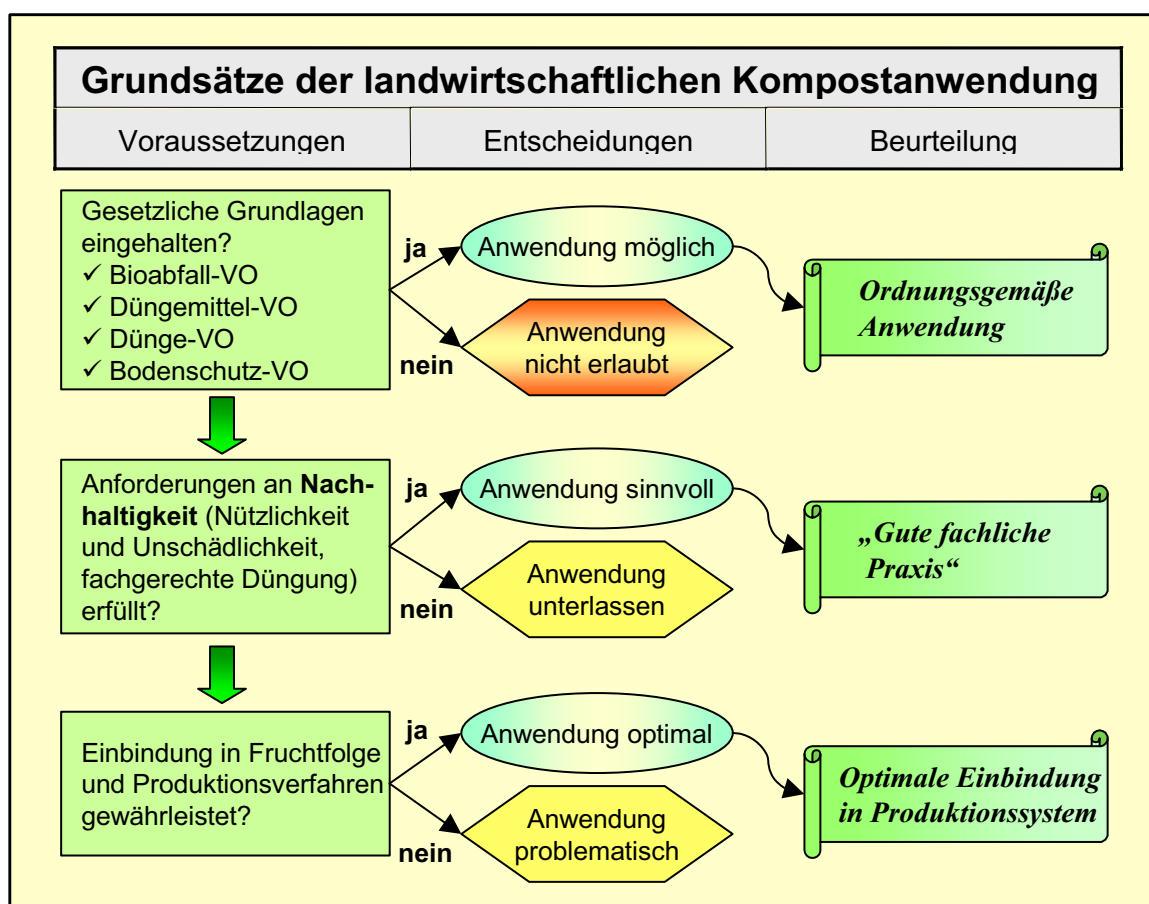 Grundsätze der landwirtschaftlichen Kompostanwendung
Voraussetzungen
Entscheidungen
Beurteilung
Gesetzliche Grundlagen
eingehalten?
✓ Bioabfall-VO
✓ Düngemittel-VO
✓ Dünge-VO
✓ Bodenschutz-VO
ja
nein
Anwendung möglich
Anwendung
nicht erlaubt
Ordnungsgemäße
Anwendung
Anforderungen an Nach-
haltigkeit (Nützlichkeit
und Unschädlichkeit,
fachgerechte Düngung)
erfüllt?
ja
nein
Anwendung sinnvoll
Anwendung
unterlassen
„Gute fachliche
Praxis“
Einbindung in Fruchtfolge
und Produktionsverfahren
gewährleistet?
ja
nein
Anwendung optimal
Anwendung
problematisch
Optimale Einbindung
in Produktionssystem